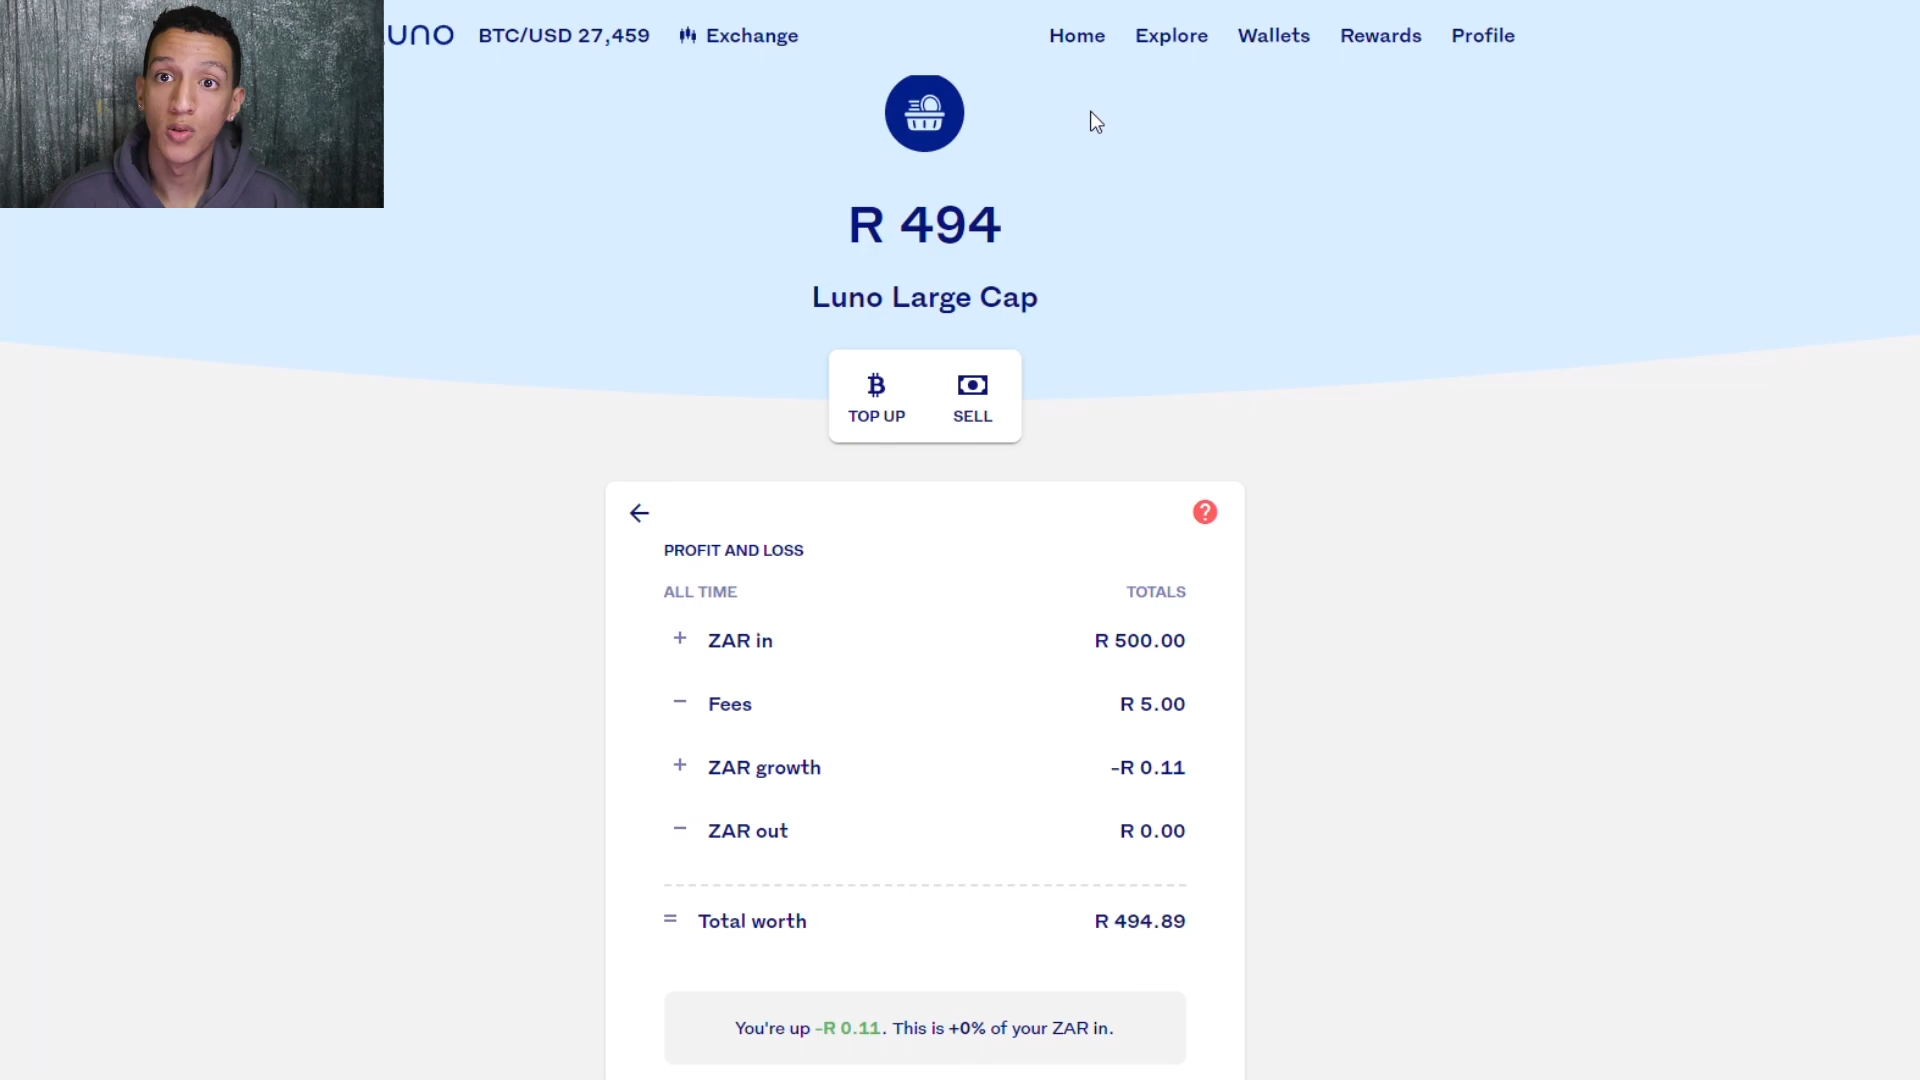 uno BTC/USD 27,459 Exchange Home Explore Wallets Rewards Profile
R 494
Luno Large Cap
TOP UP SELL
?
PROFIT AND LOSS
ALL TIME TOTALS
+ ZAR in R 500.00
− Fees R 5.00
+ ZAR growth -R 0.11
− ZAR out R 0.00
= Total worth R 494.89
You're up -R 0.11. This is +0% of your ZAR in.